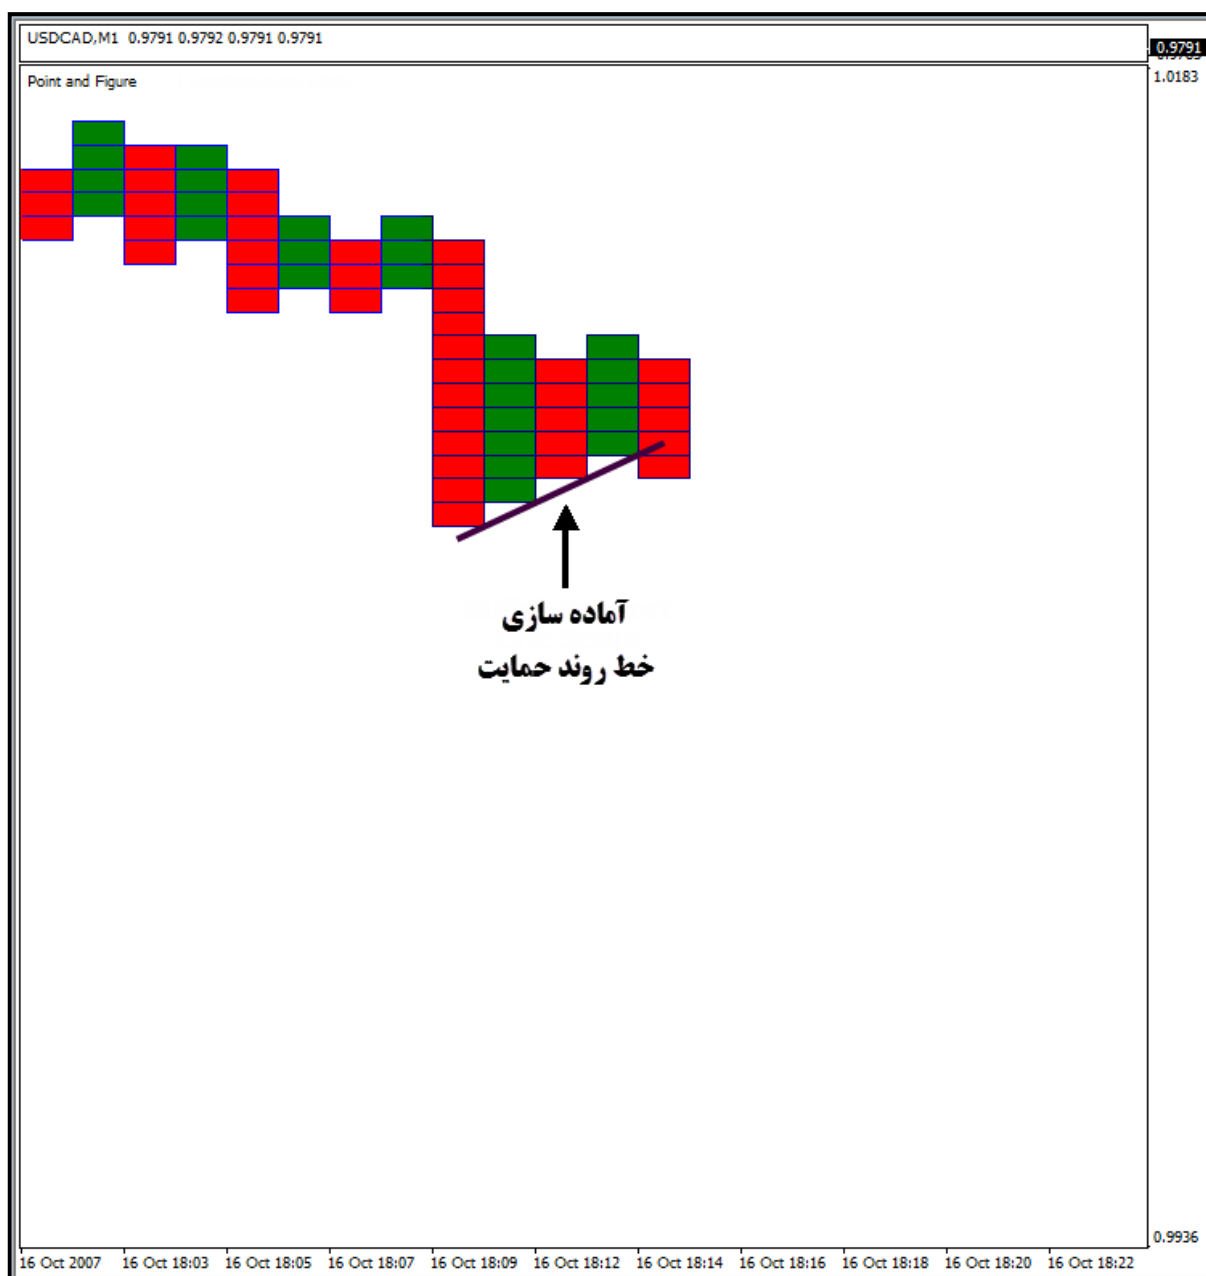 USDCAD,M1 0.9791 0.9792 0.9791 0.9791
0.9791
Point and Figure
1.0183
آماده سازی
خط روند حمایت
0.9936
16 Oct 2007 16 Oct 18:03 16 Oct 18:05 16 Oct 18:07 16 Oct 18:09 16 Oct 18:12 16 Oct 18:14 16 Oct 18:16 16 Oct 18:18 16 Oct 18:20 16 Oct 18:22